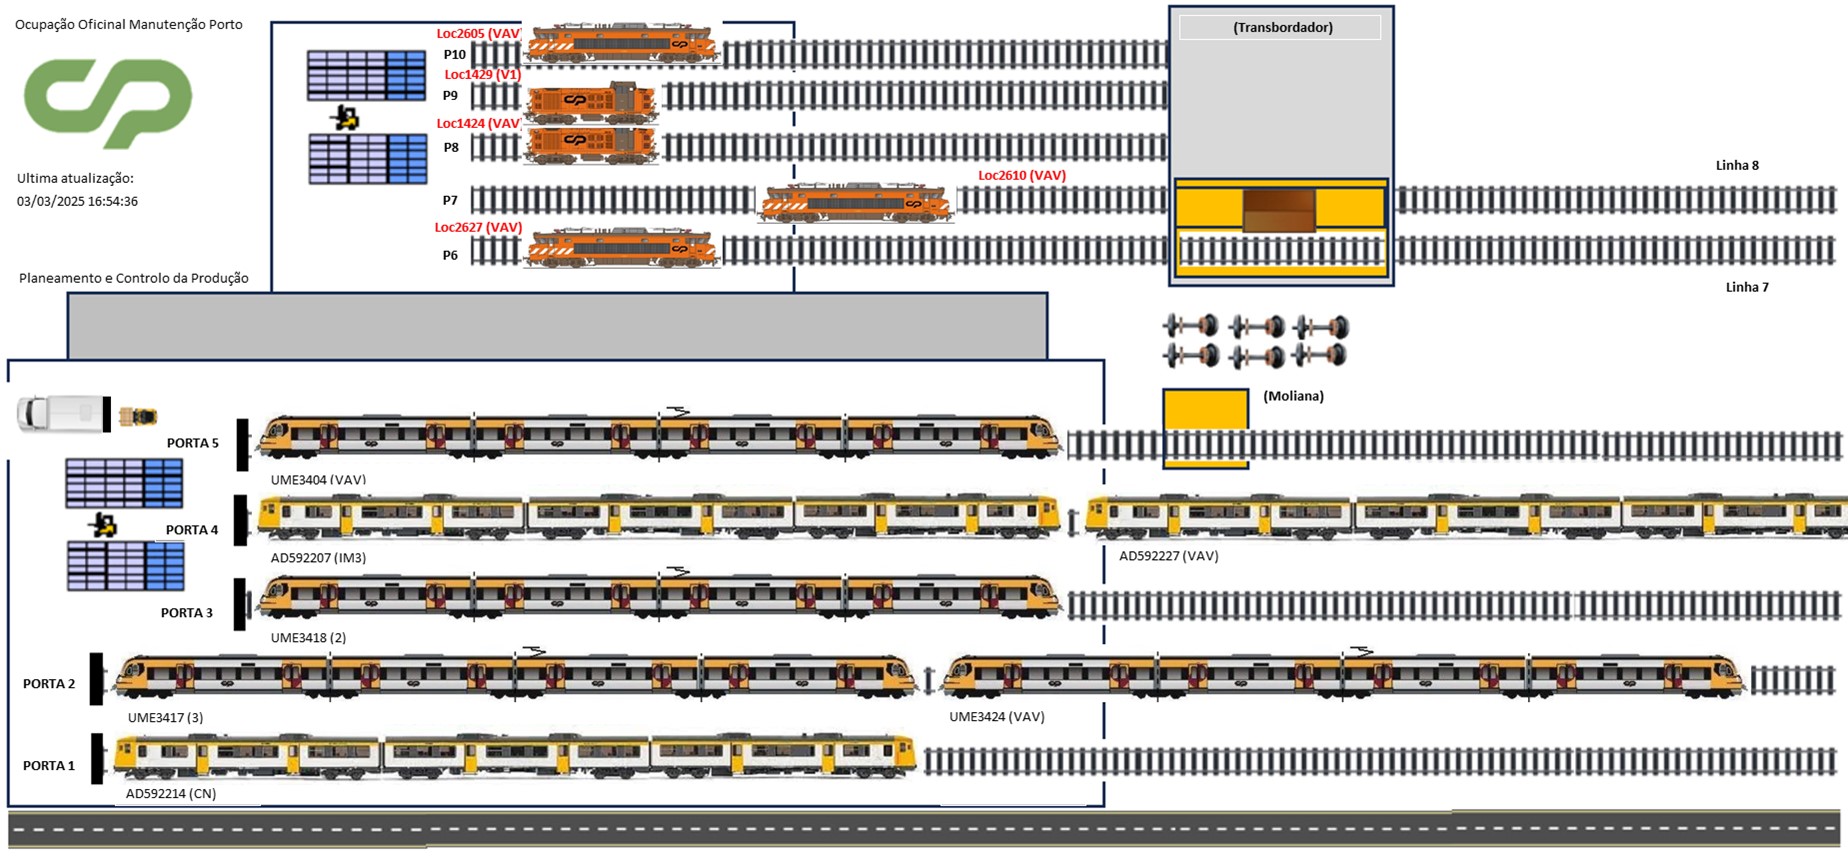 Ocupação Oficinal Manutenção Porto
Ultima atualização:
03/03/2025 16:54:36
Planeamento e Controlo da Produção
Loc2605 (VAV)
P10
Loc1429 (V1)
P9
Loc1424 (VAV)
P8
Loc2610 (VAV)
P7
Loc2627 (VAV)
P6
(Transbordador)
Linha 8
Linha 7
(Moliana)
PORTA 5
UME3404 (VAV)
PORTA 4
AD592207 (IM3)
AD592227 (VAV)
PORTA 3
UME3418 (2)
PORTA 2
UME3417 (3)
UME3424 (VAV)
PORTA 1
AD592214 (CN)